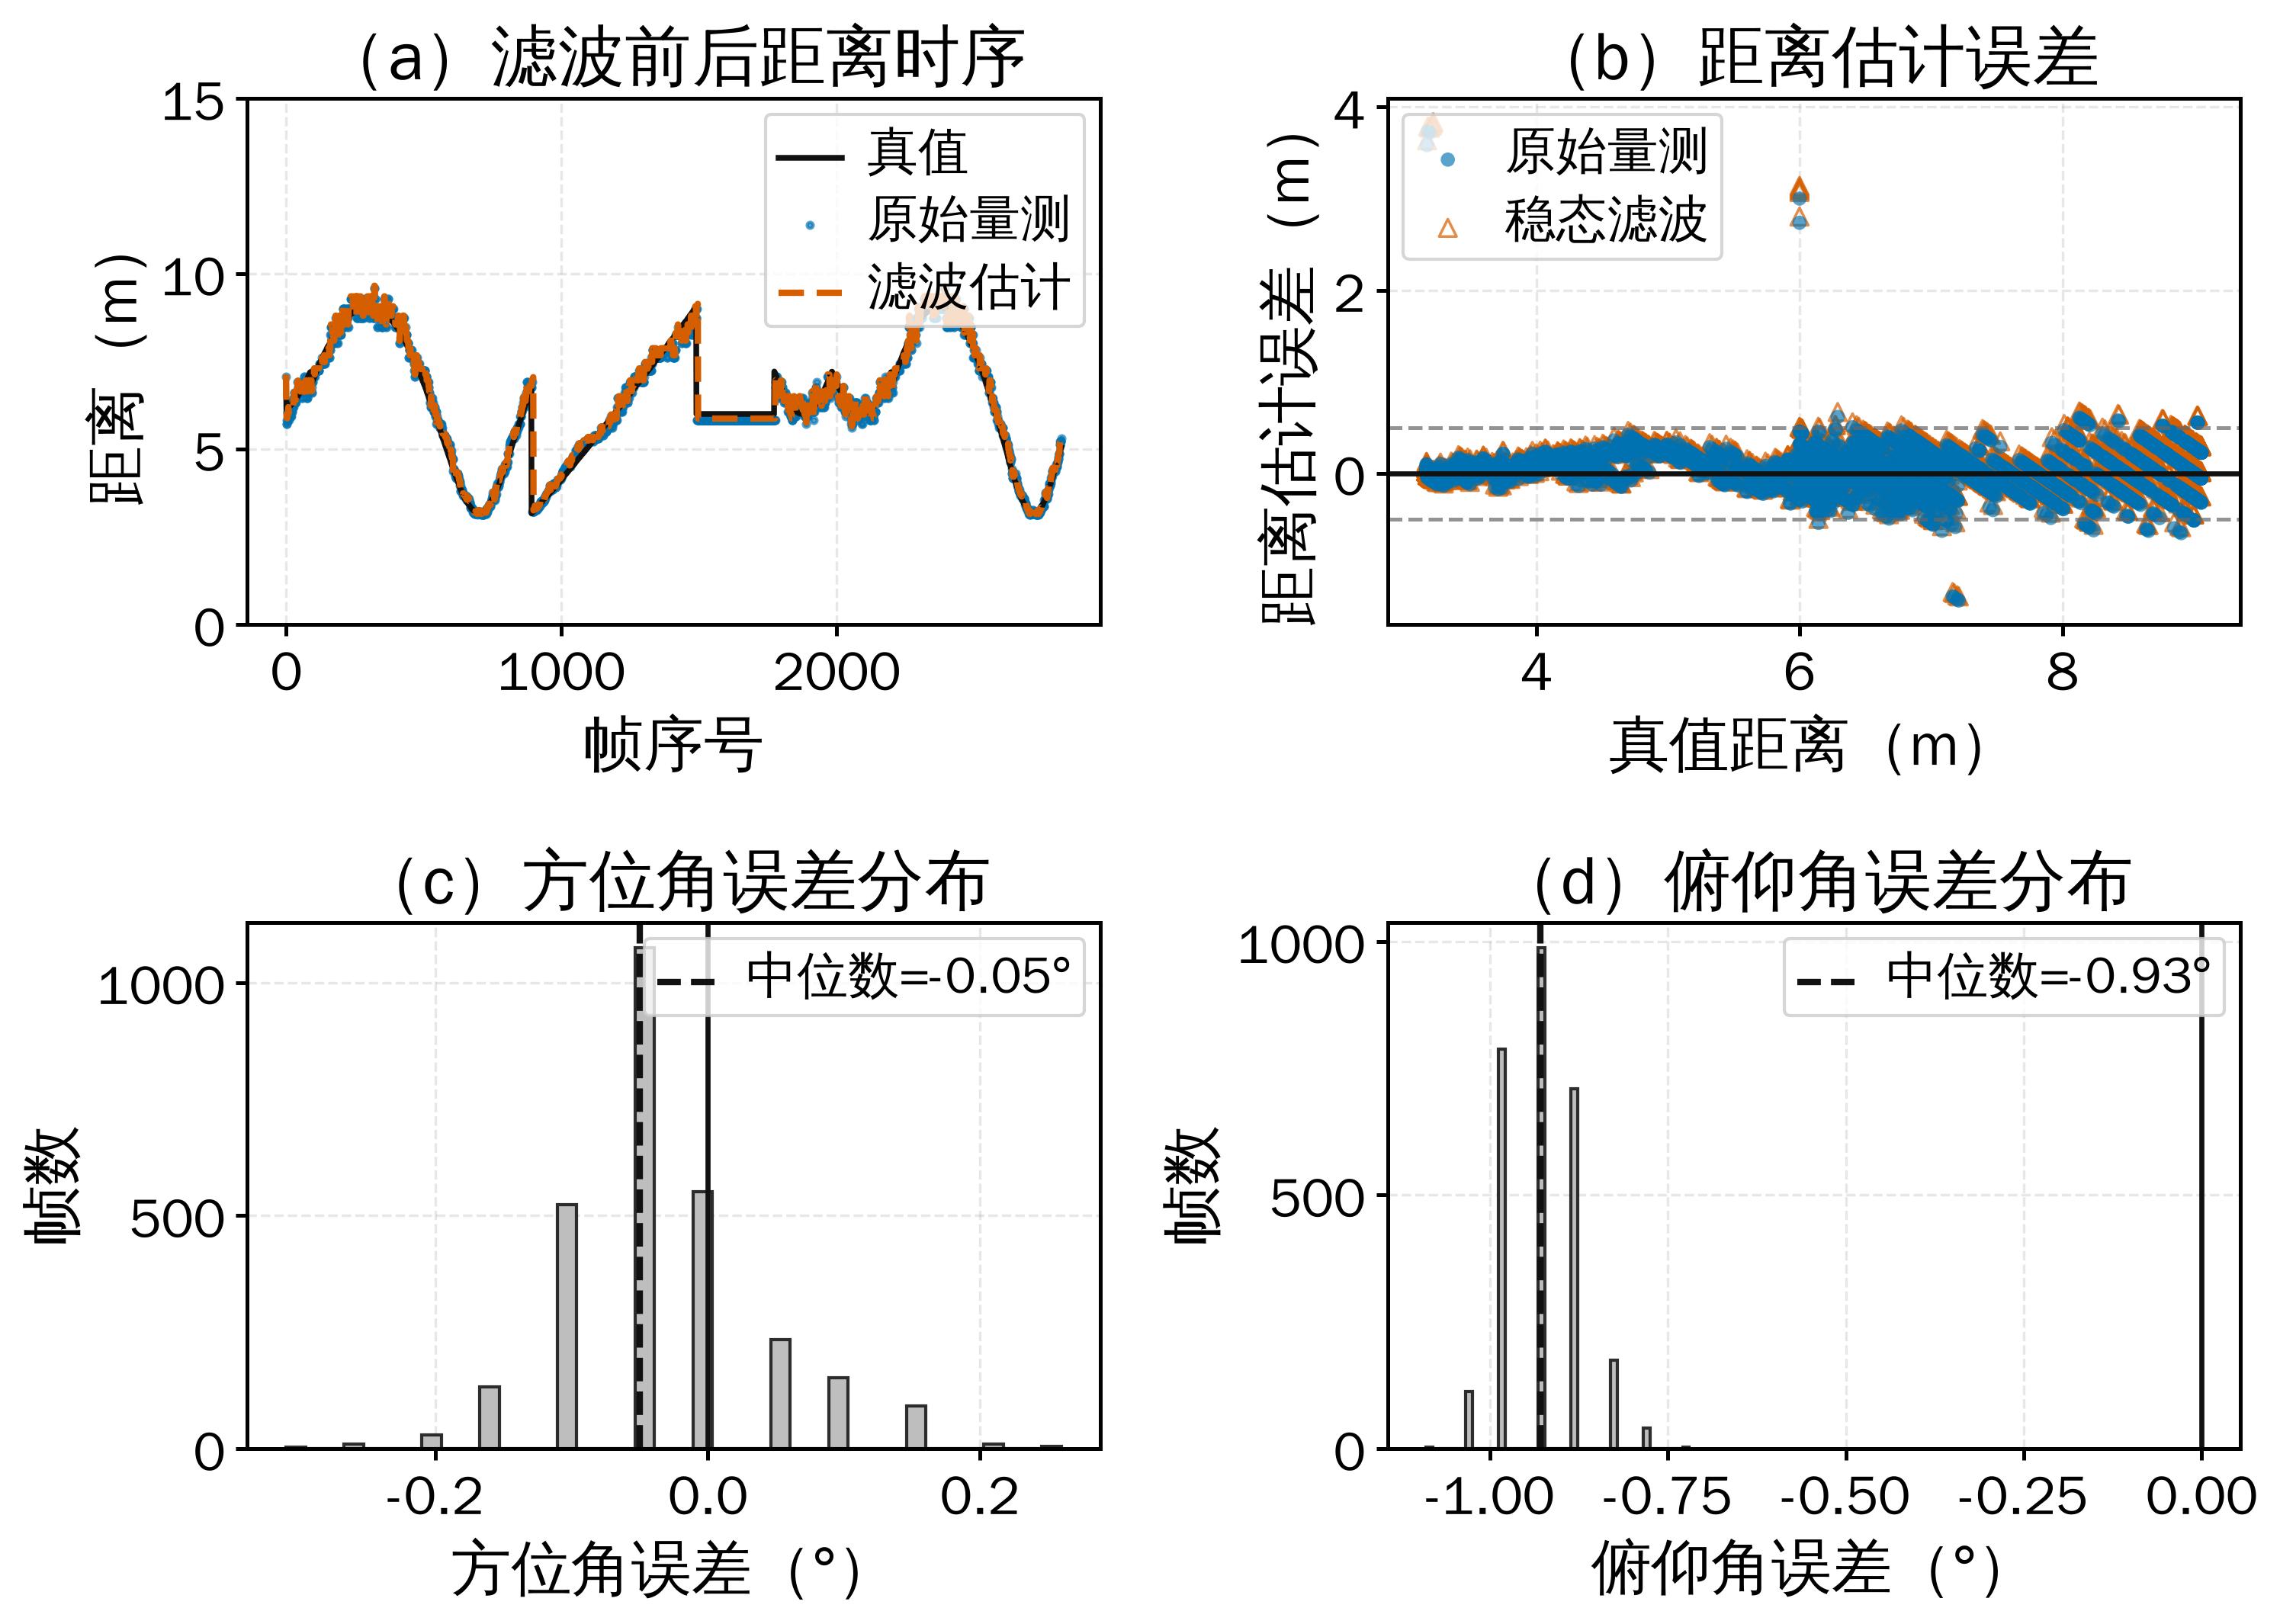 （a）滤波前后距离时序
15
10
5
0
距离（m）
真值
原始量测
滤波估计
0
1000
2000
帧序号
（b）距离估计误差
4
2
0
距离估计误差（m）
原始量测
稳态滤波
4
6
8
真值距离（m）
（c）方位角误差分布
1000
500
0
帧数
中位数=-0.05°
-0.2
0.0
0.2
方位角误差（°）
（d）俯仰角误差分布
1000
500
0
帧数
中位数=-0.93°
-1.00
-0.75
-0.50
-0.25
0.00
俯仰角误差（°）